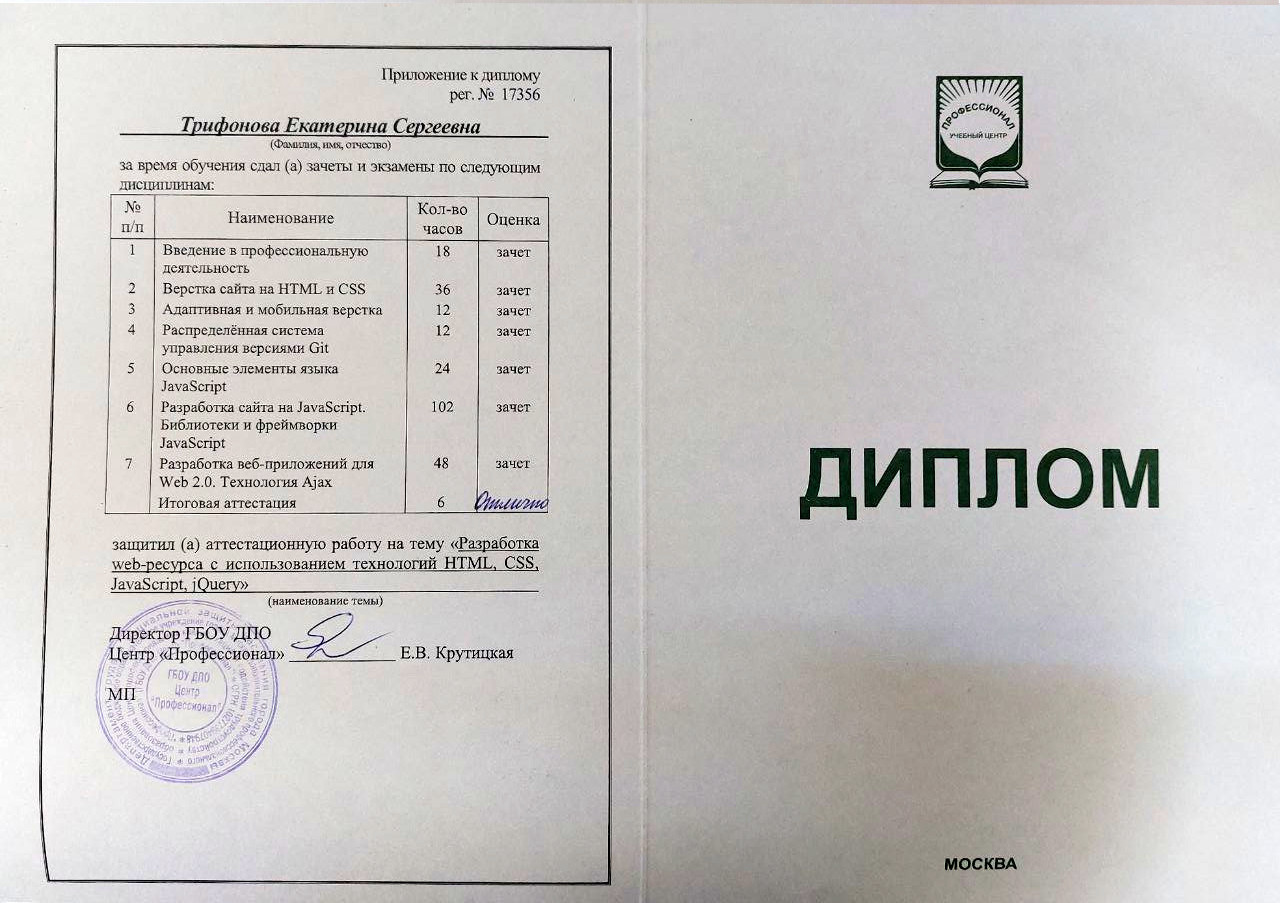 Приложение к диплому
рег. № 17356
Трифонова Екатерина Сергеевна
(Фамилия, имя, отчество)
за время обучения сдал (а) зачеты и экзамены по следующим
дисциплинам:
№ п/п Наименование Кол-во часов Оценка
1 Введение в профессиональную 18 зачет
деятельность
2 Верстка сайта на HTML и CSS 36 зачет
3 Адаптивная и мобильная верстка 12 зачет
4 Распределённая система 12 зачет
управления версиями Git
5 Основные элементы языка 24 зачет
JavaScript
6 Разработка сайта на JavaScript. 102 зачет
Библиотеки и фреймворки
JavaScript
7 Разработка веб-приложений для 48 зачет
Web 2.0. Технология Ajax
Итоговая аттестация 6 Отлично
защитил (а) аттестационную работу на тему «Разработка
web-ресурса с использованием технологий HTML, CSS,
JavaScript, jQuery»
(наименование темы)
Директор ГБОУ ДПО
Центр «Профессионал» Е.В. Крутицкая
МП
ГБОУ ДПО
Центр
"Профессионал"
ПРОФЕССИОНАЛ
УЧЕБНЫЙ ЦЕНТР
ДИПЛОМ
МОСКВА